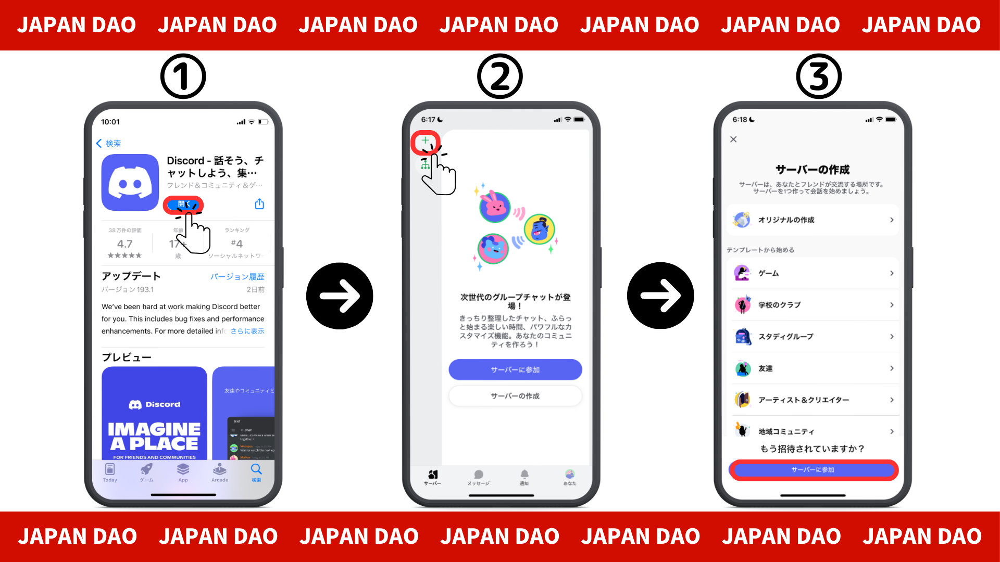 JAPAN DAO JAPAN DAO JAPAN DAO JAPAN DAO JAPAN DAO JAPAN DAO JAPAN DAO
①
10:01
検索
Discord - 話そう、チ
ャットしよう、集…
フレンド＆コミュニティ＆ゲ…
開く
38万件の評価
4.7
★★★★★
年齢
17+
歳
ランキング
#4
ソーシャルネットワ
アップデート
バージョン履歴
バージョン 193.1
2日前
We've been hard at work making Discord better
for you. This includes bug fixes and performance
enhancements. For more detailed info さらに表示
プレビュー
Discord
IMAGINE
A PLACE
FOR FRIENDS AND COMMUNITIES
友達やコミュニティと
9:41
# chat
together :(
Wumpus
Wanna watch the next ep
Mallow
Today
ゲーム
App
Arcade
検索
②
6:17
次世代のグループチャットが登
場！
きっちり整理したチャット、ふらっ
と始まる楽しい時間、パワフルなカ
スタマイズ機能。あなたのコミュニ
ティを作ろう！
サーバーに参加
サーバーの作成
サーバー
メッセージ
通知
あなた
③
6:18
サーバーの作成
サーバーは、あなたとフレンドが交流する場所です。
サーバーを1つ作って会話を始めましょう。
オリジナルの作成
テンプレートから始める
ゲーム
学校のクラブ
スタディグループ
友達
アーティスト＆クリエイター
地域コミュニティ
もう招待されていますか？
サーバーに参加
JAPAN DAO JAPAN DAO JAPAN DAO JAPAN DAO JAPAN DAO JAPAN DAO JAPAN DAO